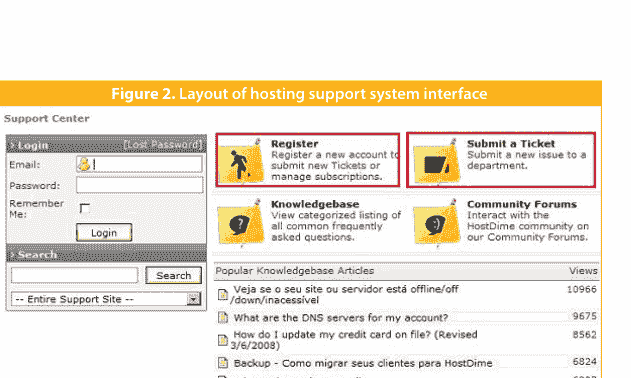 Figure 2. Layout of hosting support system interface
Support Center
Login [Lost Password]
Email:
Password:
Remember
Me:
Login
Search
Search
-- Entire Support Site --
Register
Register a new account to
submit new Tickets or
manage subscriptions.
Submit a Ticket
Submit a new issue to a
department.
Knowledgebase
View categorized listing of
all common frequently
asked questions.
Community Forums
Interact with the
HostDime community on
our Community Forums.
Popular Knowledgebase Articles Views
Veja se o seu site ou servidor está offline/off
/down/inacessível 10966
What are the DNS servers for my account? 9675
How do I update my credit card on file? (Revised
3/6/2008) 8562
Backup - Como migrar seus clientes para HostDime 6824